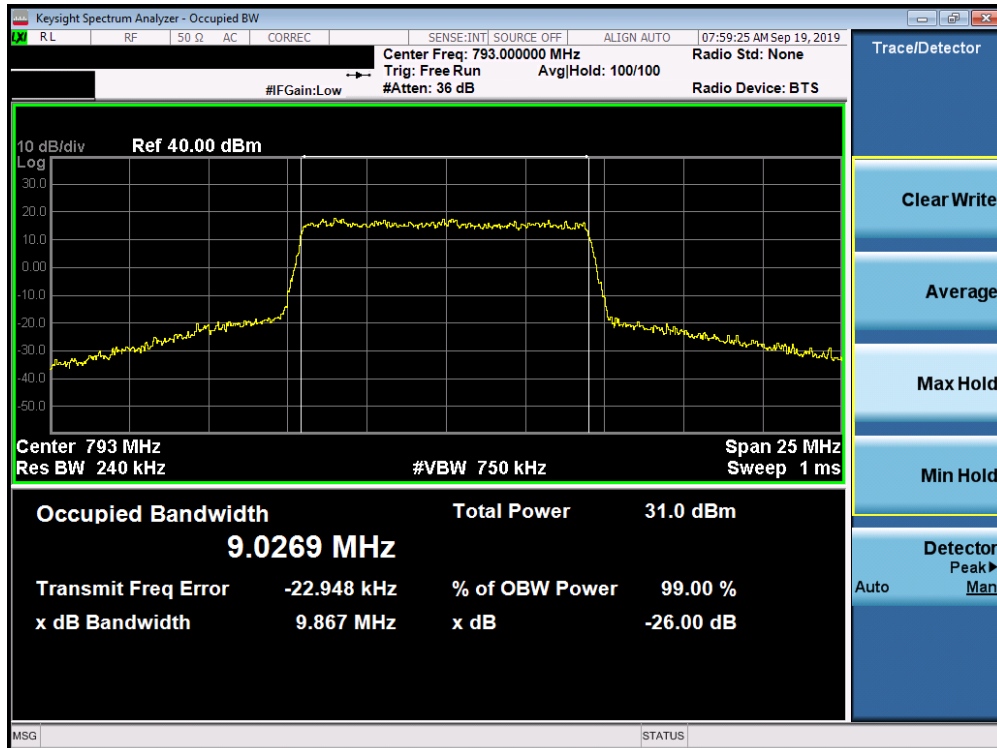 Keysight Spectrum Analyzer - Occupied BW
LXI RL RF 50 Ω AC CORREC SENSE:INT SOURCE OFF ALIGN AUTO 07:59:25 AM Sep 19, 2019
Center Freq: 793.000000 MHz Radio Std: None
Trig: Free Run Avg|Hold: 100/100
#IFGain:Low #Atten: 36 dB Radio Device: BTS
Trace/Detector
10 dB/div Ref 40.00 dBm
Log
30.0
20.0
10.0
0.00
-10.0
-20.0
-30.0
-40.0
-50.0
Center 793 MHz Span 25 MHz
Res BW 240 kHz #VBW 750 kHz Sweep 1 ms
Occupied Bandwidth Total Power 31.0 dBm
9.0269 MHz
Transmit Freq Error -22.948 kHz % of OBW Power 99.00 %
x dB Bandwidth 9.867 MHz x dB -26.00 dB
Clear Write
Average
Max Hold
Min Hold
Detector
Peak▶
Auto Man
MSG STATUS